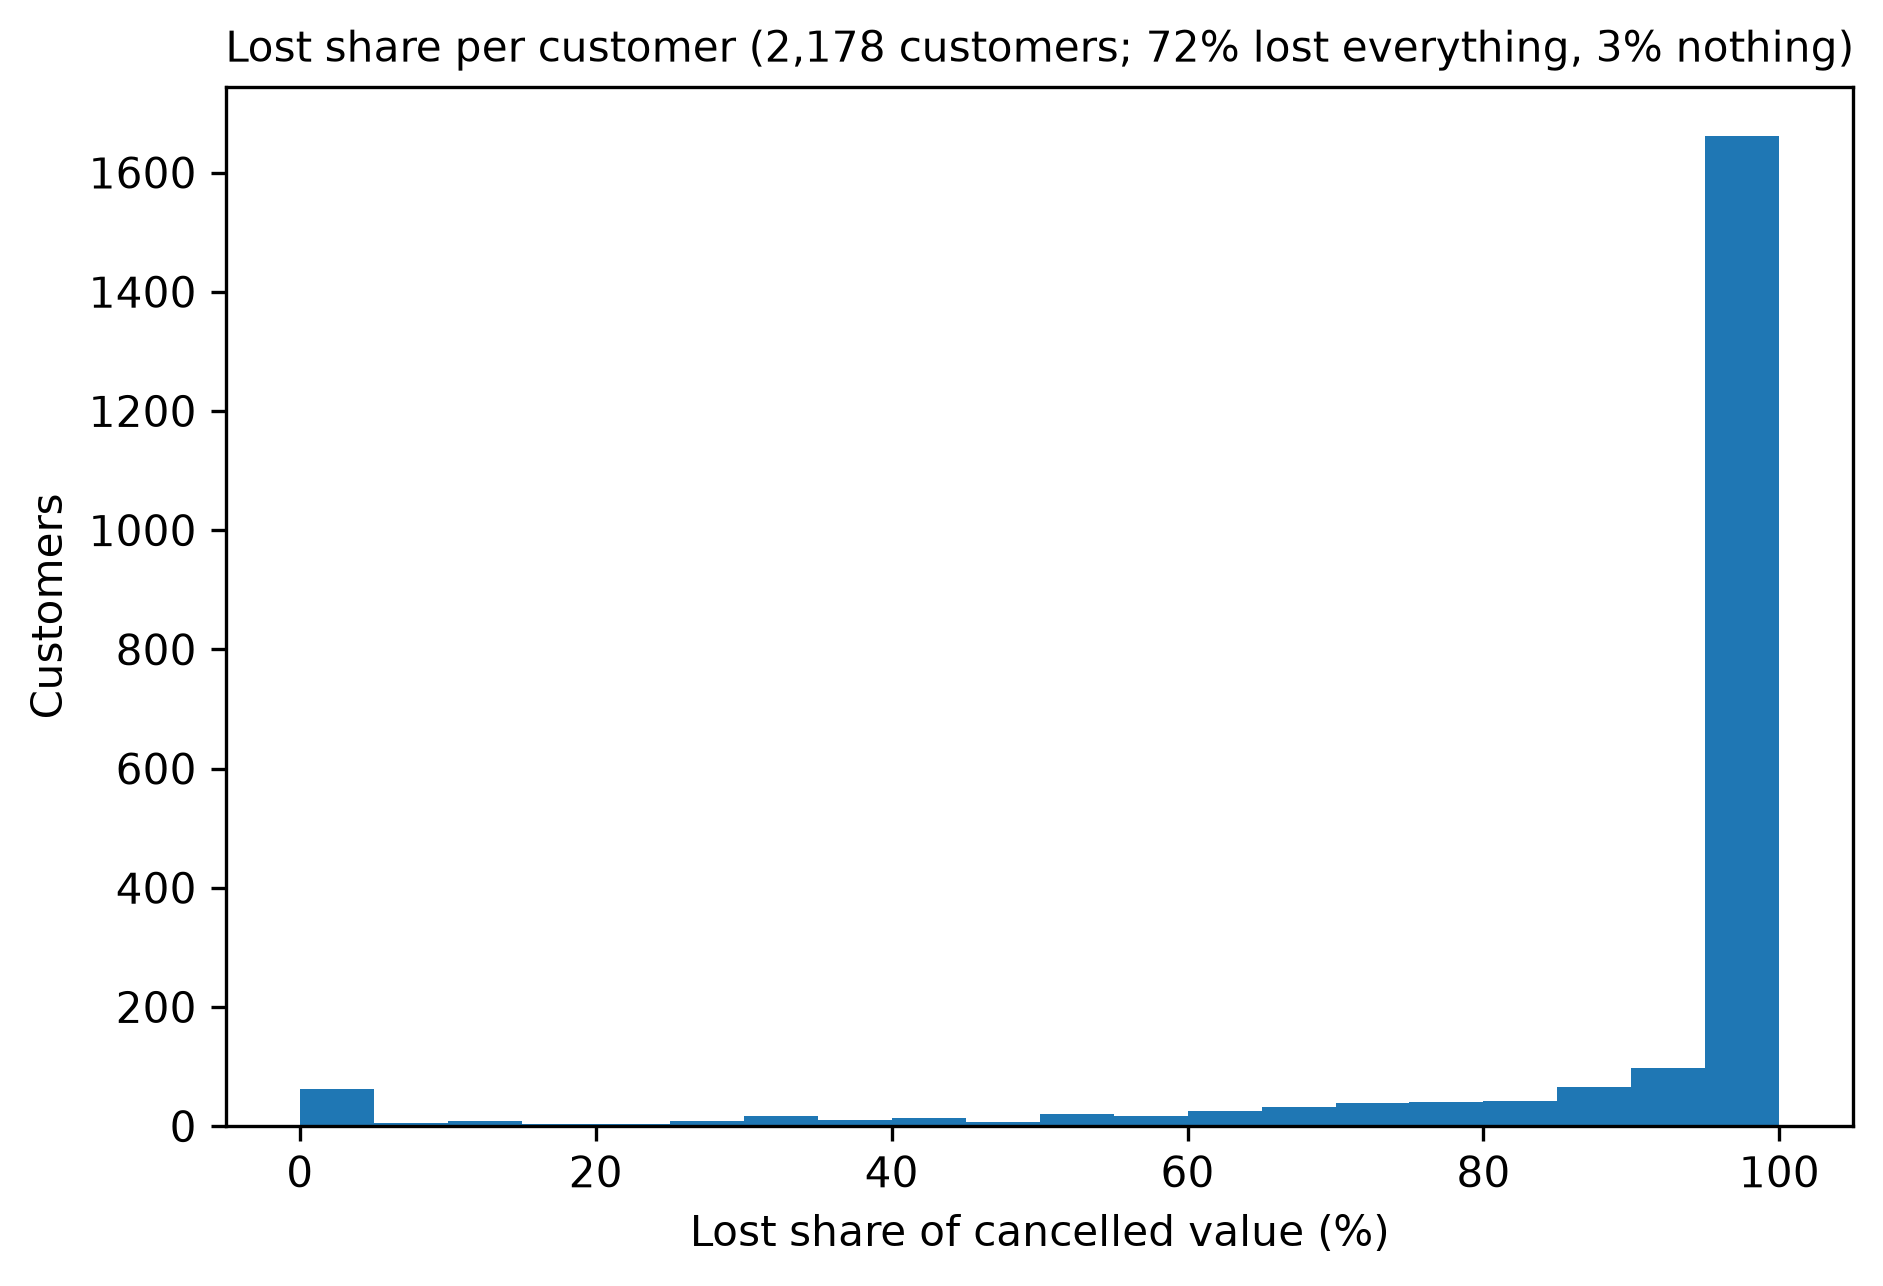 Lost share per customer (2,178 customers; 72% lost everything, 3% nothing)
1600
1400
1200
1000
800
600
400
200
0
Customers
0 20 40 60 80 100
Lost share of cancelled value (%)